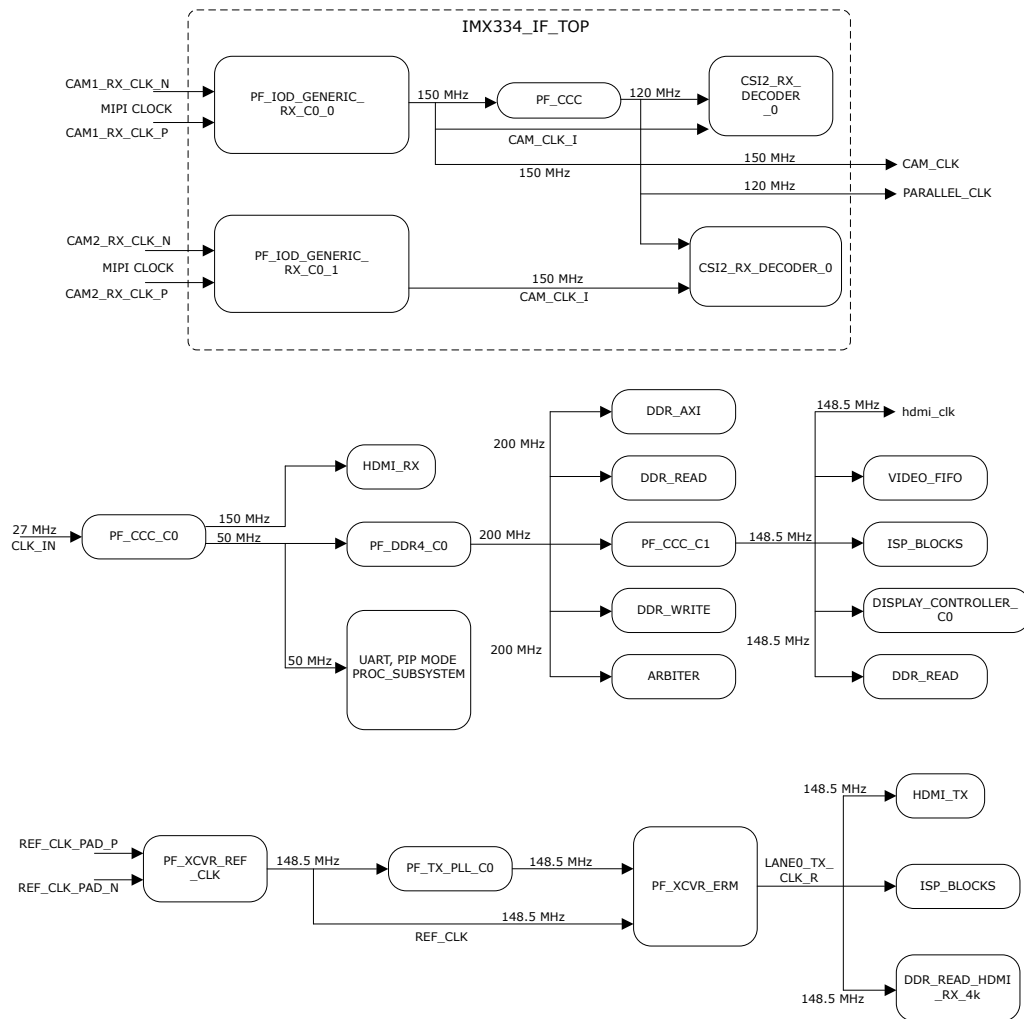 IMX334_IF_TOP
CAM1_RX_CLK_N
MIPI CLOCK
CAM1_RX_CLK_P
PF_IOD_GENERIC_
RX_C0_0
150 MHz
PF_CCC
120 MHz
CSI2_RX_
DECODER
_0
CAM_CLK_I
150 MHz
150 MHz
CAM_CLK
120 MHz
PARALLEL_CLK
CAM2_RX_CLK_N
MIPI CLOCK
CAM2_RX_CLK_P
PF_IOD_GENERIC_
RX_C0_1
150 MHz
CAM_CLK_I
CSI2_RX_DECODER_0
27 MHz
CLK_IN
PF_CCC_C0
150 MHz
50 MHz
HDMI_RX
PF_DDR4_C0
50 MHz
UART, PIP MODE
PROC_SUBSYSTEM
200 MHz
200 MHz
200 MHz
DDR_AXI
DDR_READ
PF_CCC_C1
DDR_WRITE
ARBITER
148.5 MHz
148.5 MHz
148.5 MHz
hdmi_clk
VIDEO_FIFO
ISP_BLOCKS
DISPLAY_CONTROLLER_
C0
DDR_READ
REF_CLK_PAD_P
REF_CLK_PAD_N
PF_XCVR_REF
_CLK
148.5 MHz
PF_TX_PLL_C0
148.5 MHz
148.5 MHz
REF_CLK
PF_XCVR_ERM
LANE0_TX_
CLK_R
148.5 MHz
HDMI_TX
ISP_BLOCKS
148.5 MHz
DDR_READ_HDMI
_RX_4k